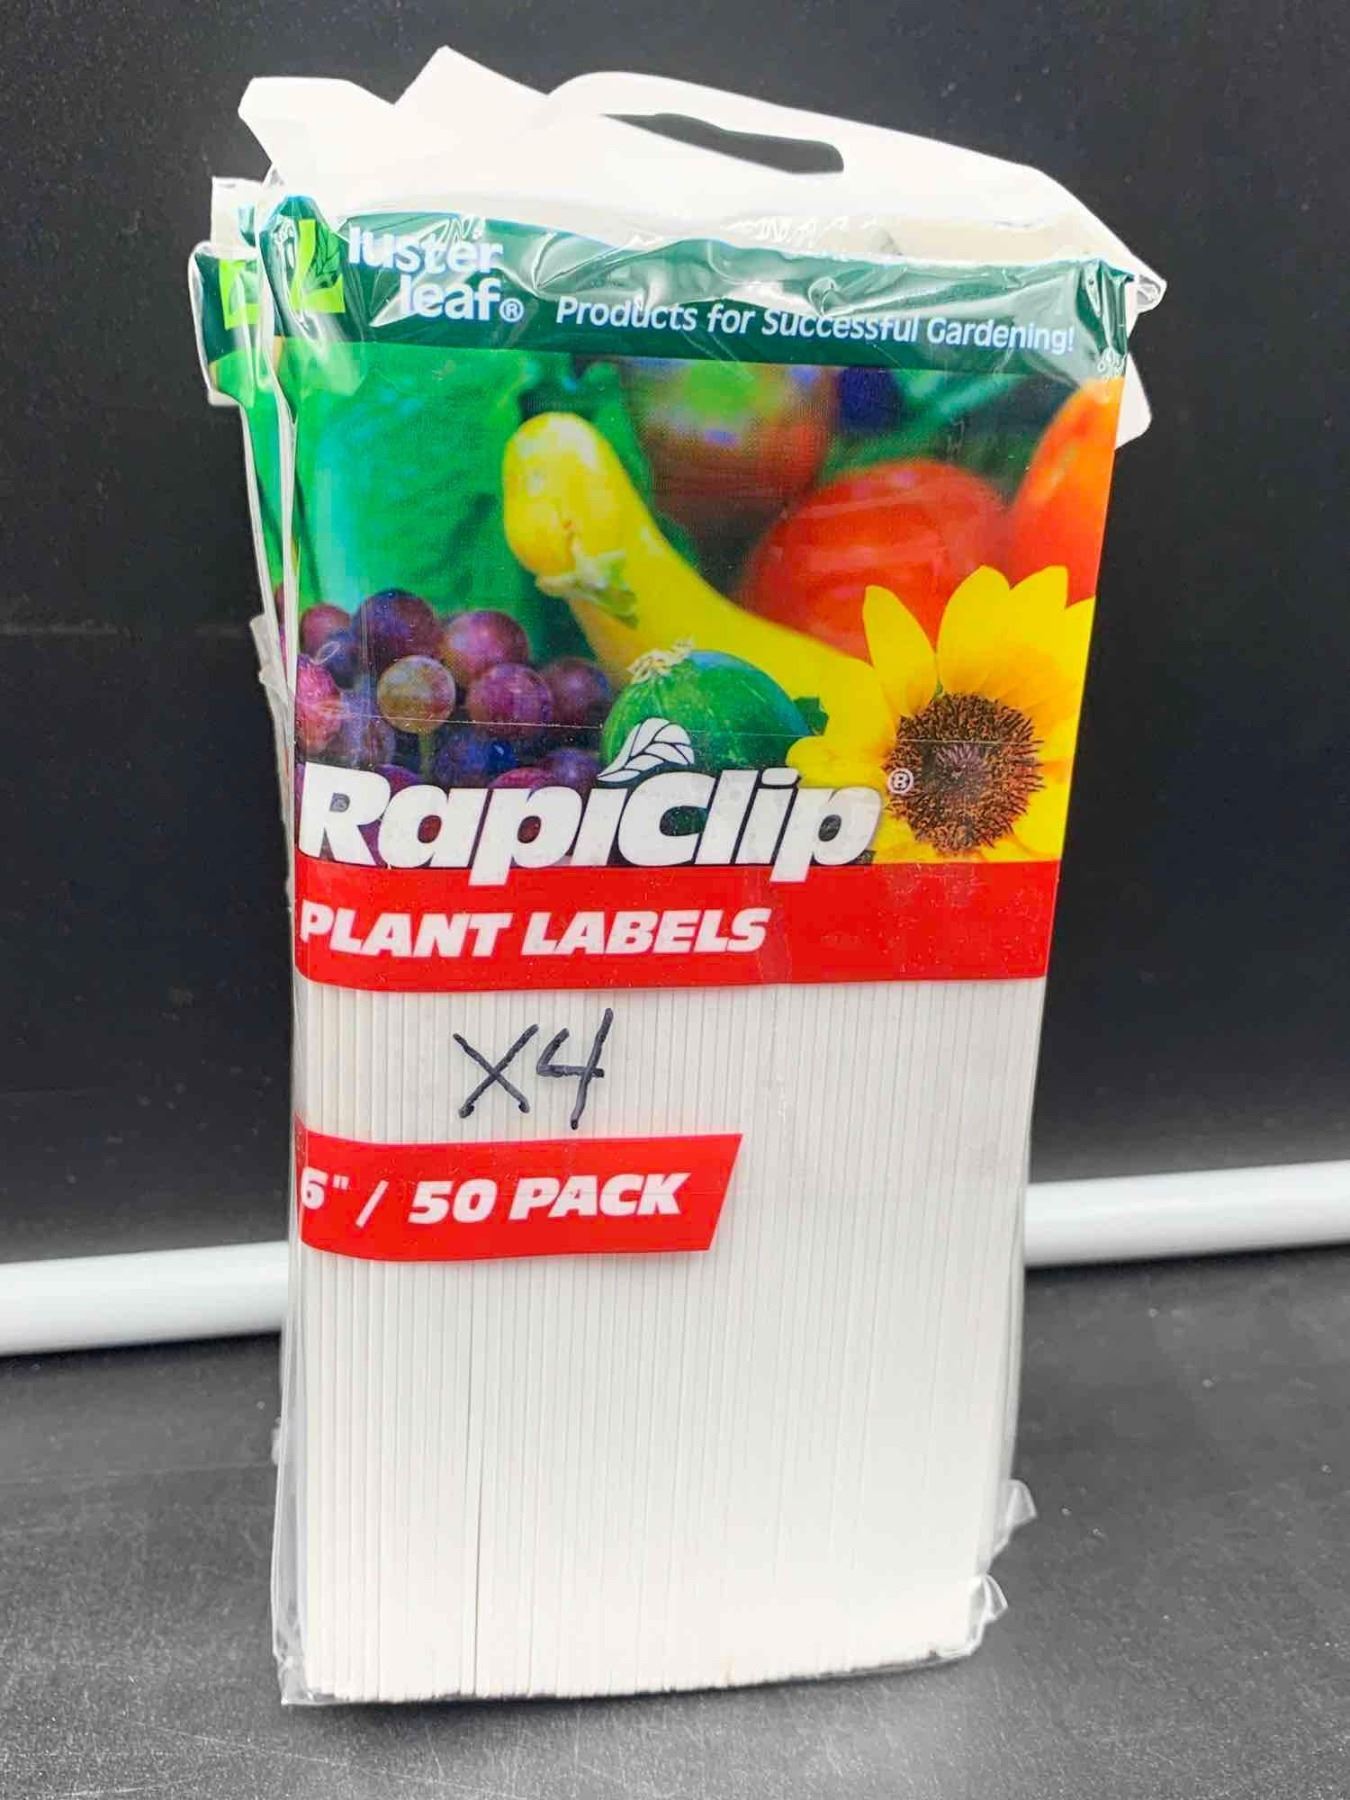 luster
leaf®
Products for Successful Gardening!
RapiClip®
PLANT LABELS
X4
6" / 50 PACK